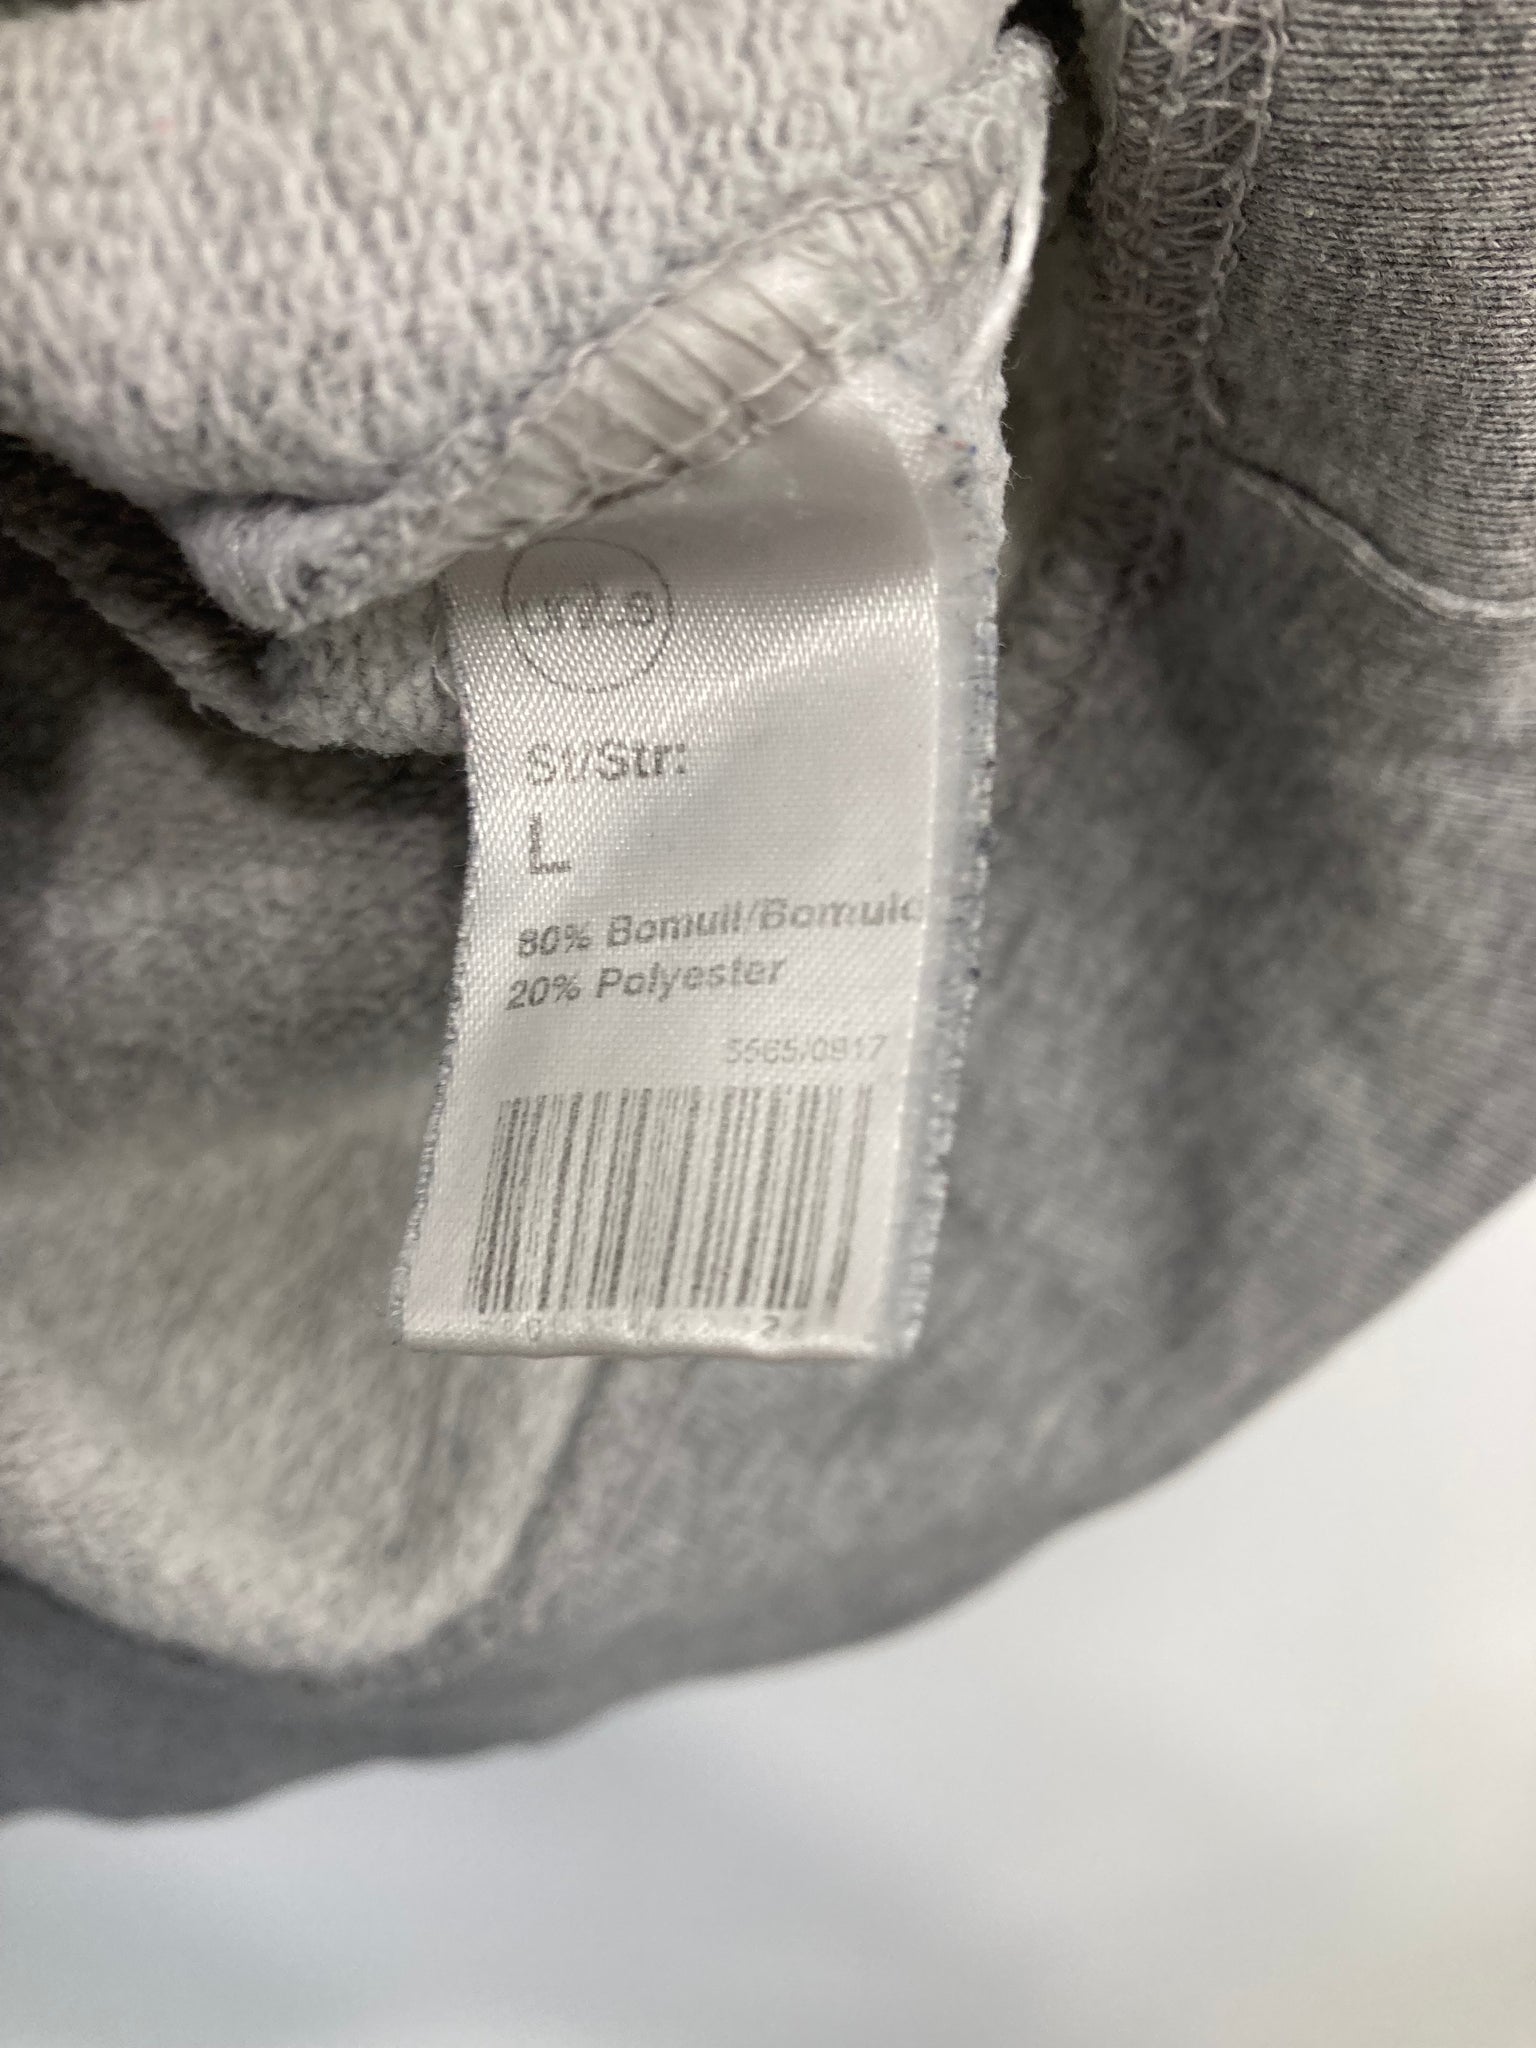 St/Str:
L
80% Bomull/Bomuld
20% Polyester
5565/0917